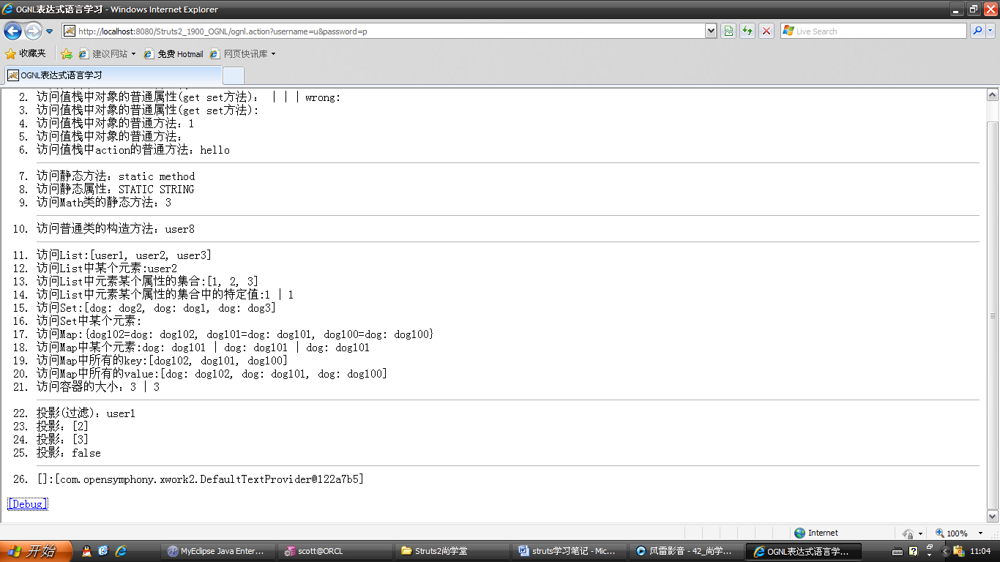 OGNL表达式语言学习 - Windows Internet Explorer
http://localhost:8080/Struts2_1900_OGNL/ognl.action?username=u&password=p
Live Search
收藏夹 建议网站 免费 Hotmail 网页快讯库
OGNL表达式语言学习
2. 访问值栈中对象的普通属性(get set方法): | | | wrong:
3. 访问值栈中对象的普通属性(get set方法):
4. 访问值栈中对象的普通方法：1
5. 访问值栈中对象的普通方法：
6. 访问值栈中action的普通方法：hello
7. 访问静态方法：static method
8. 访问静态属性：STATIC STRING
9. 访问Math类的静态方法：3
10. 访问普通类的构造方法：user8
11. 访问List:[user1, user2, user3]
12. 访问List中某个元素:user2
13. 访问List中元素某个属性的集合:[1, 2, 3]
14. 访问List中元素某个属性的集合中的特定值:1 | 1
15. 访问Set:[dog: dog2, dog: dog1, dog: dog3]
16. 访问Set中某个元素:
17. 访问Map:{dog102=dog: dog102, dog101=dog: dog101, dog100=dog: dog100}
18. 访问Map中某个元素:dog: dog101 | dog: dog101 | dog: dog101
19. 访问Map中所有的key:[dog102, dog101, dog100]
20. 访问Map中所有的value:[dog: dog102, dog: dog101, dog: dog100]
21. 访问容器的大小：3 | 3
22. 投影(过滤)：user1
23. 投影：[2]
24. 投影：[3]
25. 投影：false
26. []:[com.opensymphony.xwork2.DefaultTextProvider@122a7b5]
[Debug]
Internet 100%
开始 MyEclipse Java Enter... scott@ORCL Struts2尚学堂 struts学习笔记 - Mic... 风雷影音 - 42_尚学... OGNL表达式语言学... 11:04